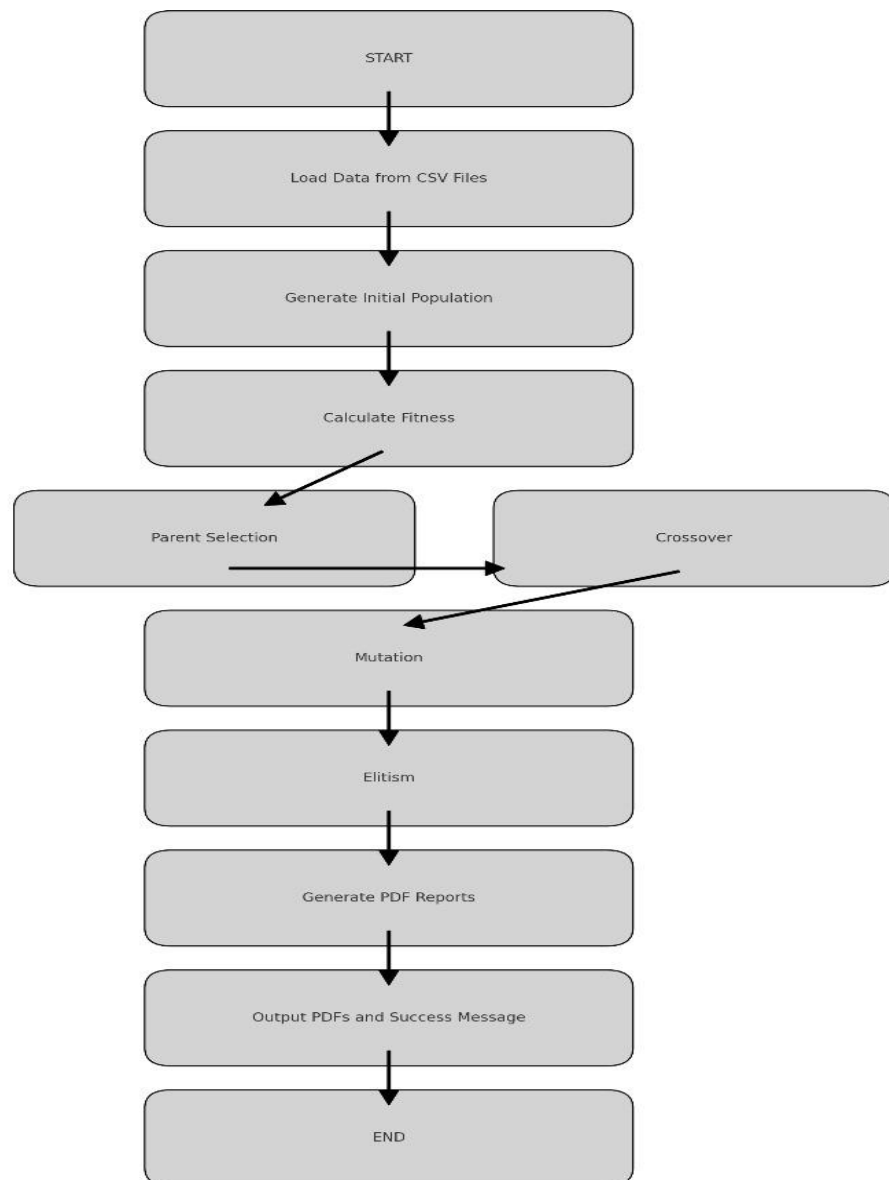 START
Load Data from CSV Files
Generate Initial Population
Calculate Fitness
Parent Selection
Crossover
Mutation
Elitism
Generate PDF Reports
Output PDFs and Success Message
END